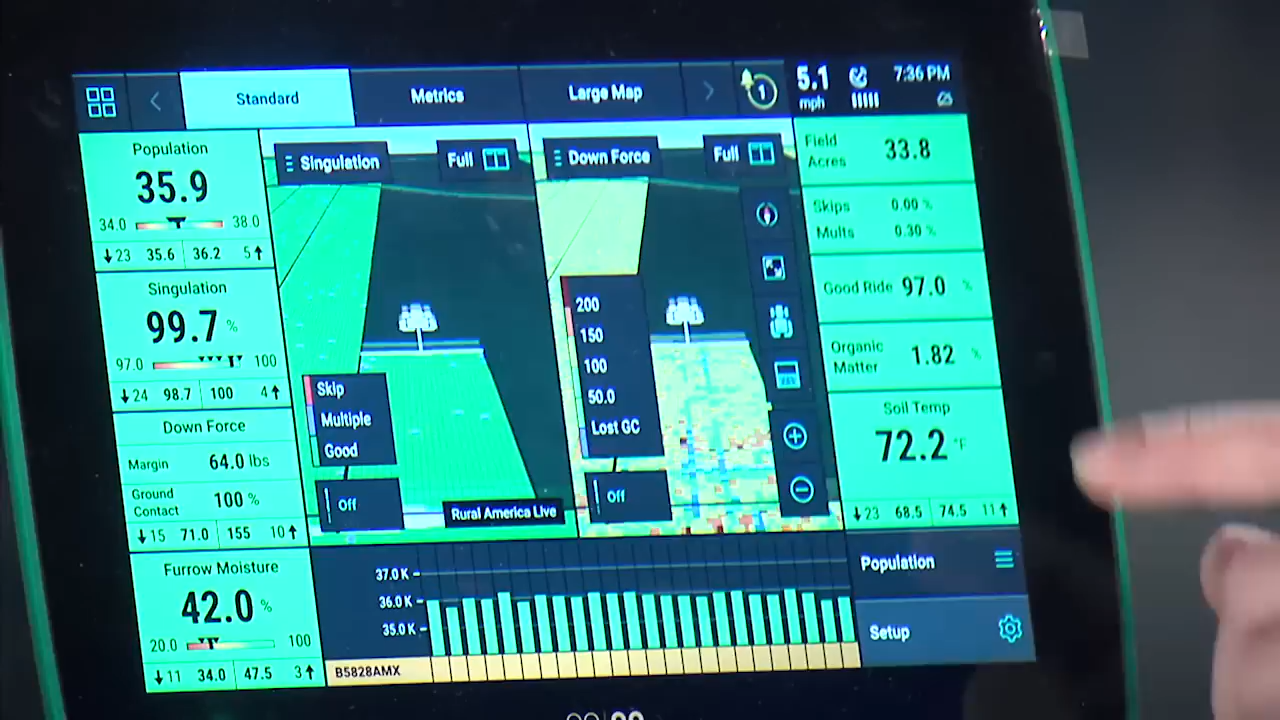 Standard
Metrics
Large Map
1
5.1
mph
7:36 PM
Population
35.9
34.0 38.0
23 35.6 36.2 5
Singulation
99.7 %
97.0 100
24 98.7 100 4
Down Force
Margin 64.0 lbs
Ground Contact 100 %
15 71.0 155 10
Furrow Moisture
42.0 %
20.0 100
11 34.0 47.5 3
Singulation
Full
Skip
Multiple
Good
Off
Down Force
Full
200
150
100
50.0
Lost GC
Off
Rural America Live
37.0 K
36.0 K
35.0 K
B5828AMX
Field Acres 33.8
Skips 0.00 %
Mults 0.30 %
Good Ride 97.0 %
Organic Matter 1.82 %
Soil Temp
72.2 °F
23 68.5 74.5 11
Population
Setup